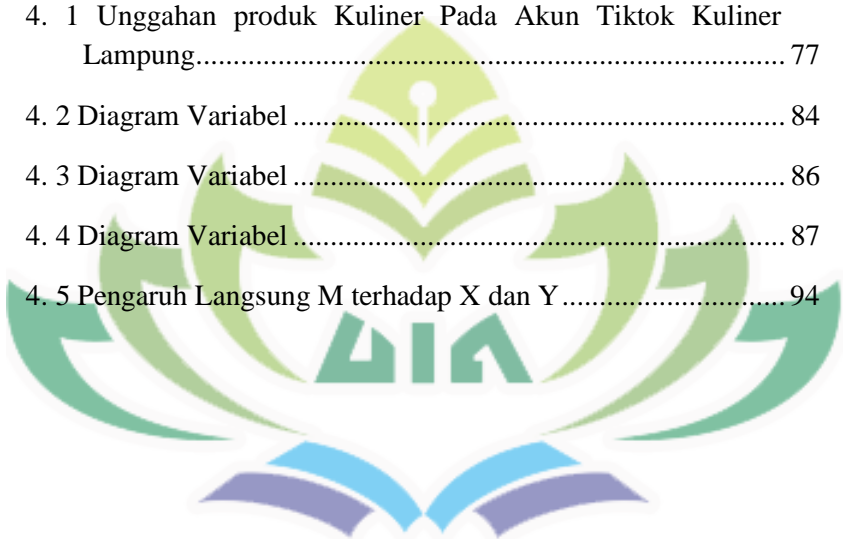 4. 1 Unggahan produk Kuliner Pada Akun Tiktok Kuliner
Lampung........................................................................... 77
4. 2 Diagram Variabel ................................................................... 84
4. 3 Diagram Variabel ................................................................... 86
4. 4 Diagram Variabel ................................................................... 87
4. 5 Pengaruh Langsung M terhadap X dan Y ................................. 94
UIN